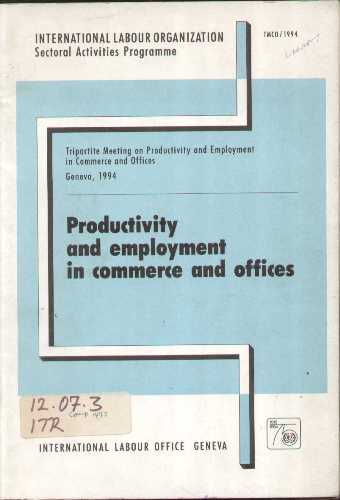 INTERNATIONAL LABOUR ORGANIZATION
Sectoral Activities Programme
TMCO/1994
Tripartite Meeting on Productivity and Employment
in Commerce and Offices
Geneva, 1994
Productivity
and employment
in commerce and offices
12.07.3
ITR
INTERNATIONAL LABOUR OFFICE GENEVA
75